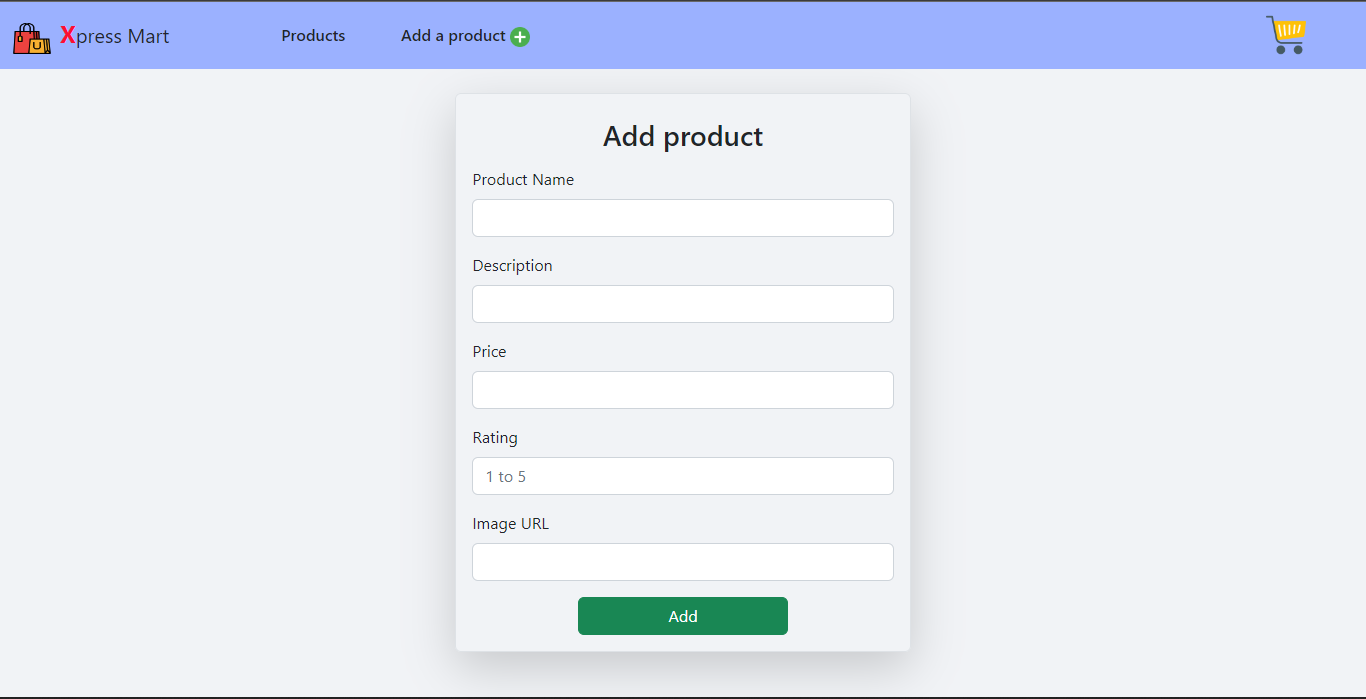 Xpress Mart Products Add a product
Add product
Product Name
Description
Price
Rating
1 to 5
Image URL
Add